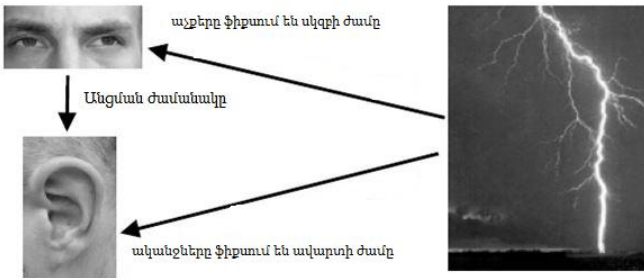 աչքերը ֆիքսում են սկզբի ժամը
Անցման ժամանակը
ականջները ֆիքսում են ավարտի ժամը